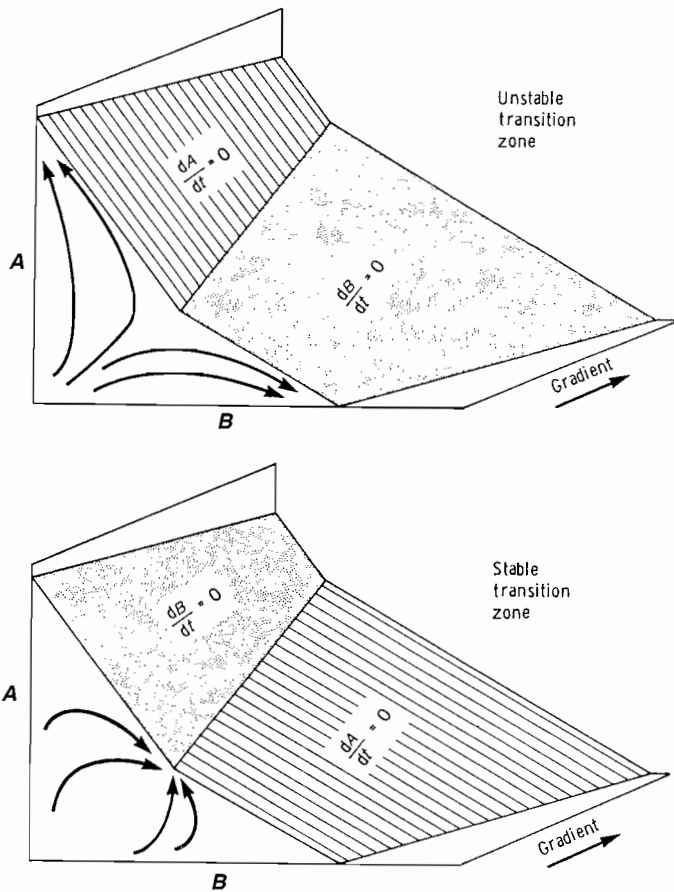 Unstable
transition
zone
dA/dt = 0
dB/dt = 0
A
B
Gradient
Stable
transition
zone
dB/dt = 0
dA/dt = 0
A
B
Gradient